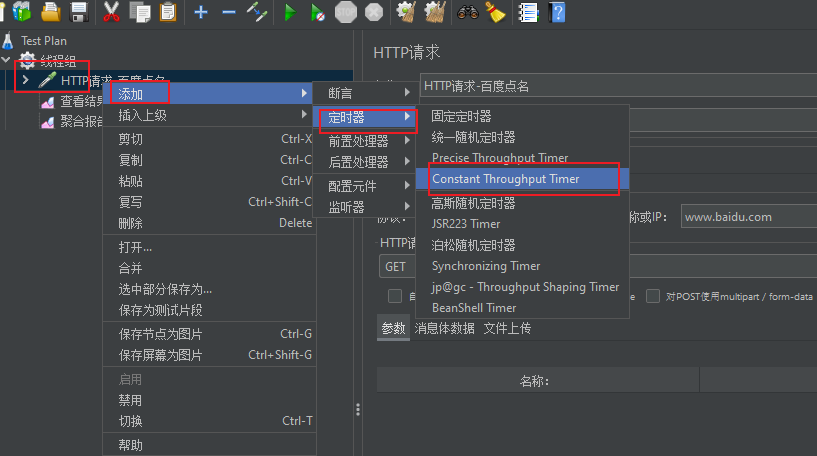 Test Plan
线程组
HTTP请求-百度点名
查看结果
聚合报告
添加
插入上级
剪切 Ctrl-X
复制 Ctrl-C
粘贴 Ctrl-V
复写 Ctrl+Shift-C
删除 Delete
打开...
合并
选中部分保存为...
保存为测试片段
保存节点为图片 Ctrl-G
保存屏幕为图片 Ctrl+Shift-G
启用
禁用
切换 Ctrl-T
帮助
断言
定时器
前置处理器
后置处理器
配置元件
监听器
固定定时器
统一随机定时器
Precise Throughput Timer
Constant Throughput Timer
高斯随机定时器
JSR223 Timer
泊松随机定时器
Synchronizing Timer
jp@gc - Throughput Shaping Timer
BeanShell Timer
HTTP请求
HTTP请求-百度点名
称或IP: www.baidu.com
HTTP请
GET
自
e
对POST使用multipart / form-data
参数 消息体数据 文件上传
名称: